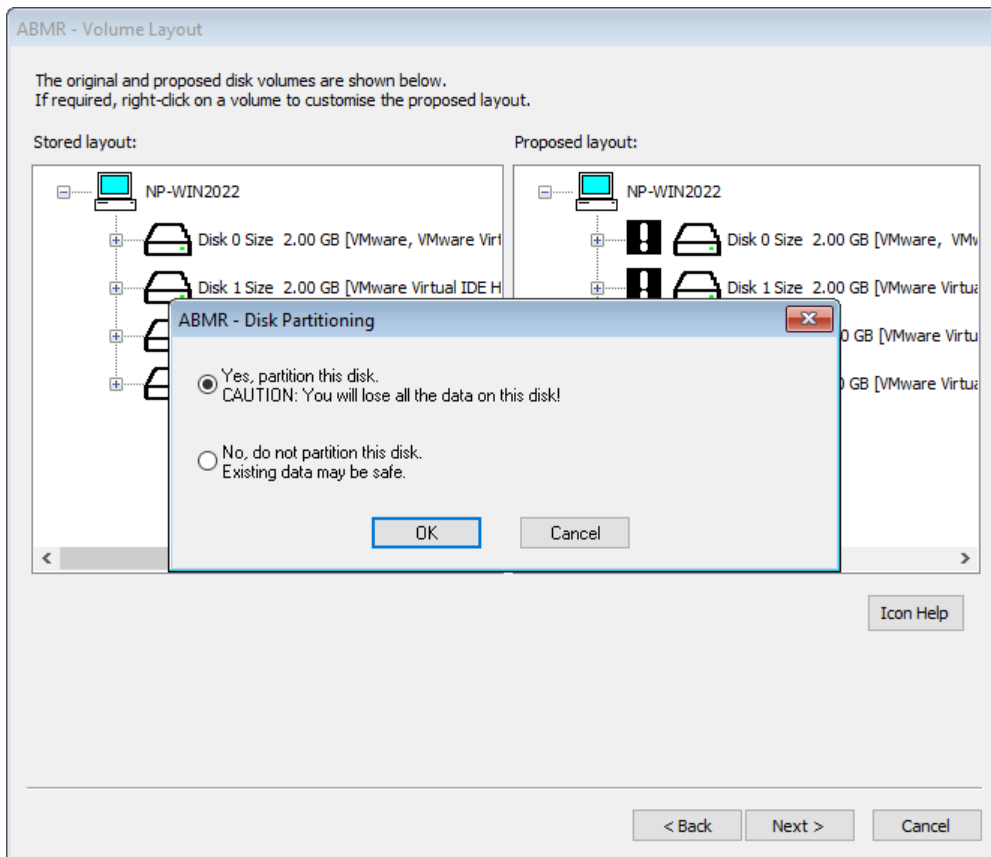 ABMR - Volume Layout
The original and proposed disk volumes are shown below.
If required, right-click on a volume to customise the proposed layout.
Stored layout:
Proposed layout:
NP-WIN2022
Disk 0 Size 2.00 GB [VMware, VMware Virt
Disk 1 Size 2.00 GB [VMware Virtual IDE H
NP-WIN2022
Disk 0 Size 2.00 GB [VMware, VMw
Disk 1 Size 2.00 GB [VMware Virtua
0 GB [VMware Virtu
0 GB [VMware Virtua
ABMR - Disk Partitioning
Yes, partition this disk.
CAUTION: You will lose all the data on this disk!
No, do not partition this disk.
Existing data may be safe.
OK
Cancel
Icon Help
< Back
Next >
Cancel